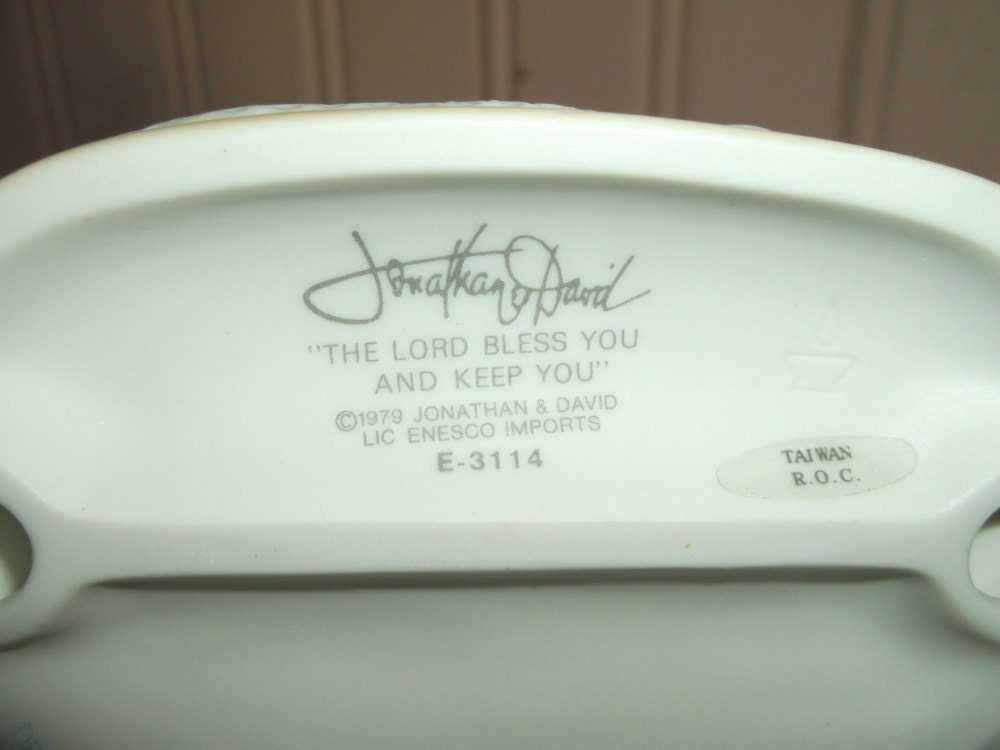 Jonathan & David
"THE LORD BLESS YOU
AND KEEP YOU"
©1979 JONATHAN & DAVID
LIC ENESCO IMPORTS
E-3114
TAIWAN
R.O.C.